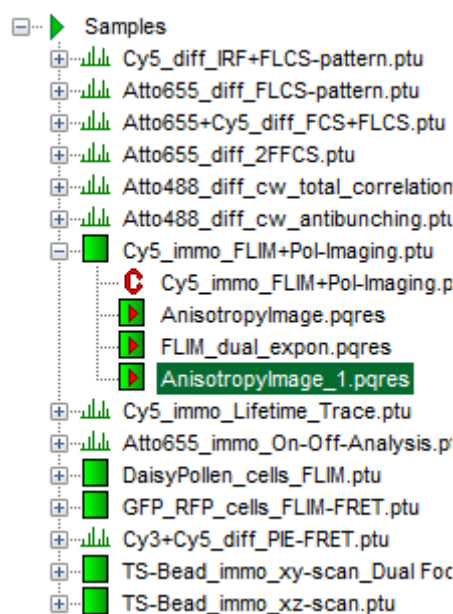 Samples
Cy5_diff_IRF+FLCS-pattern.ptu
Atto655_diff_FLCS-pattern.ptu
Atto655+Cy5_diff_FCS+FLCS.ptu
Atto655_diff_2FFCS.ptu
Atto488_diff_cw_total_correlation
Atto488_diff_cw_antibunching.ptu
Cy5_immo_FLIM+Pol-Imaging.ptu
C Cy5_immo_FLIM+Pol-Imaging.p
AnisotropyImage.pqres
FLIM_dual_expon.pqres
AnisotropyImage_1.pqres
Cy5_immo_Lifetime_Trace.ptu
Atto655_immo_On-Off-Analysis.pt
DaisyPollen_cells_FLIM.ptu
GFP_RFP_cells_FLIM-FRET.ptu
Cy3+Cy5_diff_PIE-FRET.ptu
TS-Bead_immo_xy-scan_Dual Foc
TS-Bead_immo_xz-scan.ptu